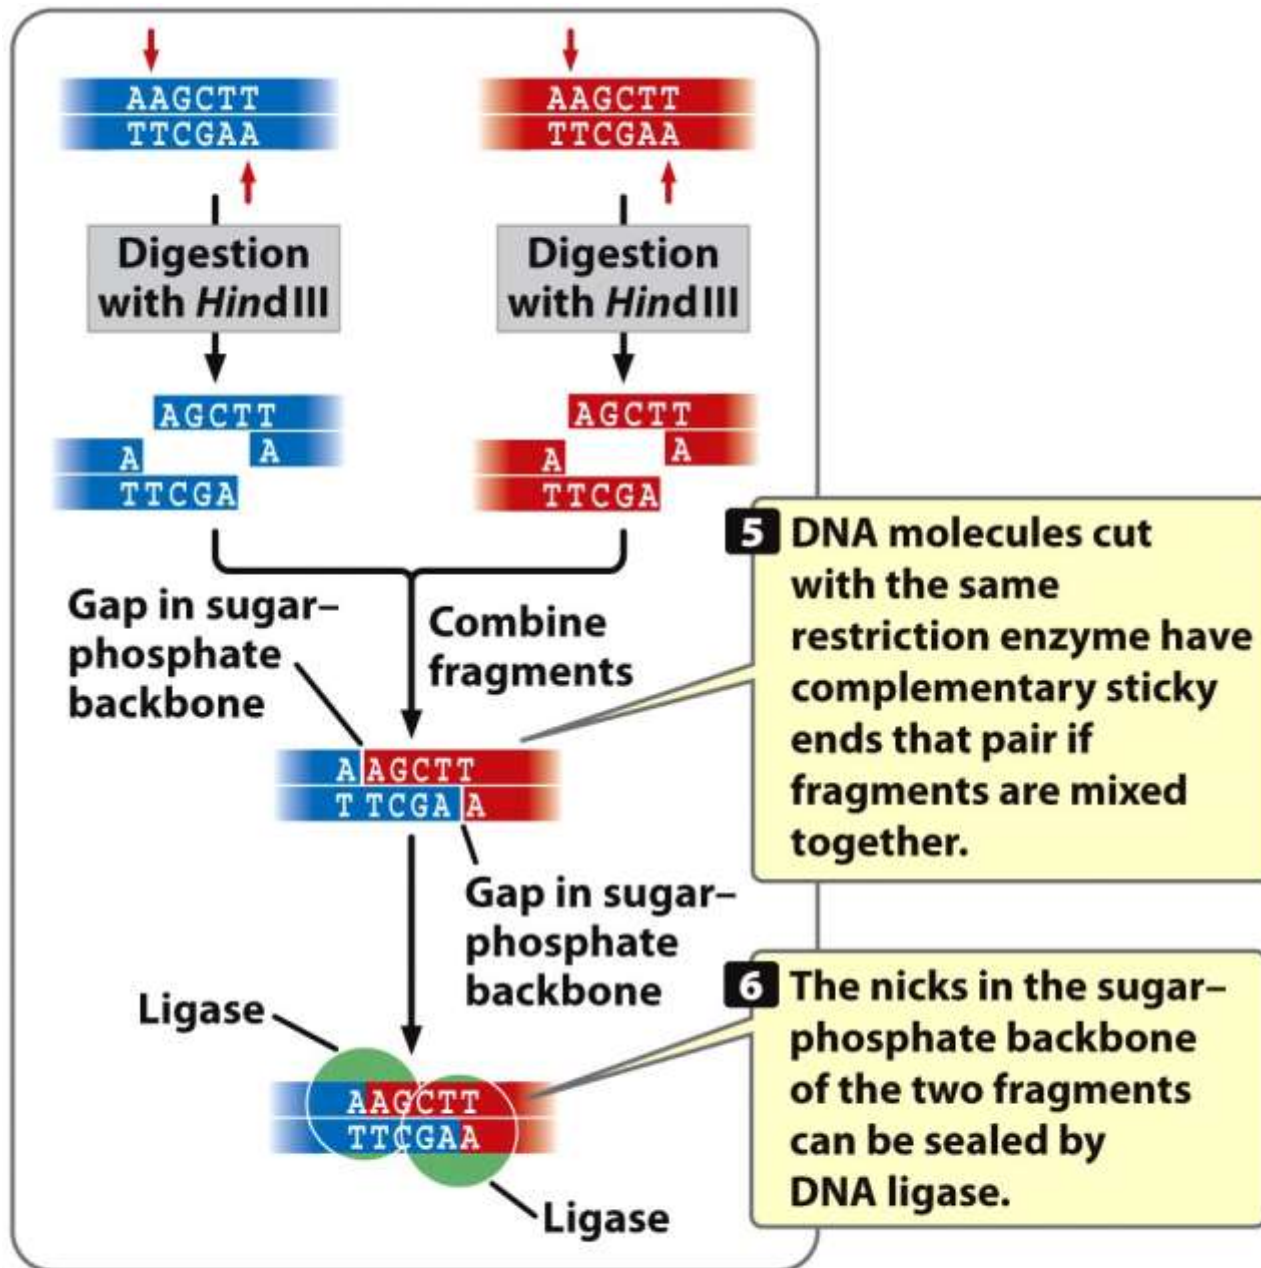 AAGCTT
TTCGAA
AAGCTT
TTCGAA
Digestion
with HindIII
Digestion
with HindIII
AGCTT
A
A
TTCGA
AGCTT
A
A
TTCGA
5 DNA molecules cut
with the same
restriction enzyme have
complementary sticky
ends that pair if
fragments are mixed
together.
Gap in sugar–
phosphate
backbone
Combine
fragments
A AGCTT
T TCGA A
Gap in sugar–
phosphate
backbone
6 The nicks in the sugar–
phosphate backbone
of the two fragments
can be sealed by
DNA ligase.
Ligase
AAGCTT
TTCGAA
Ligase